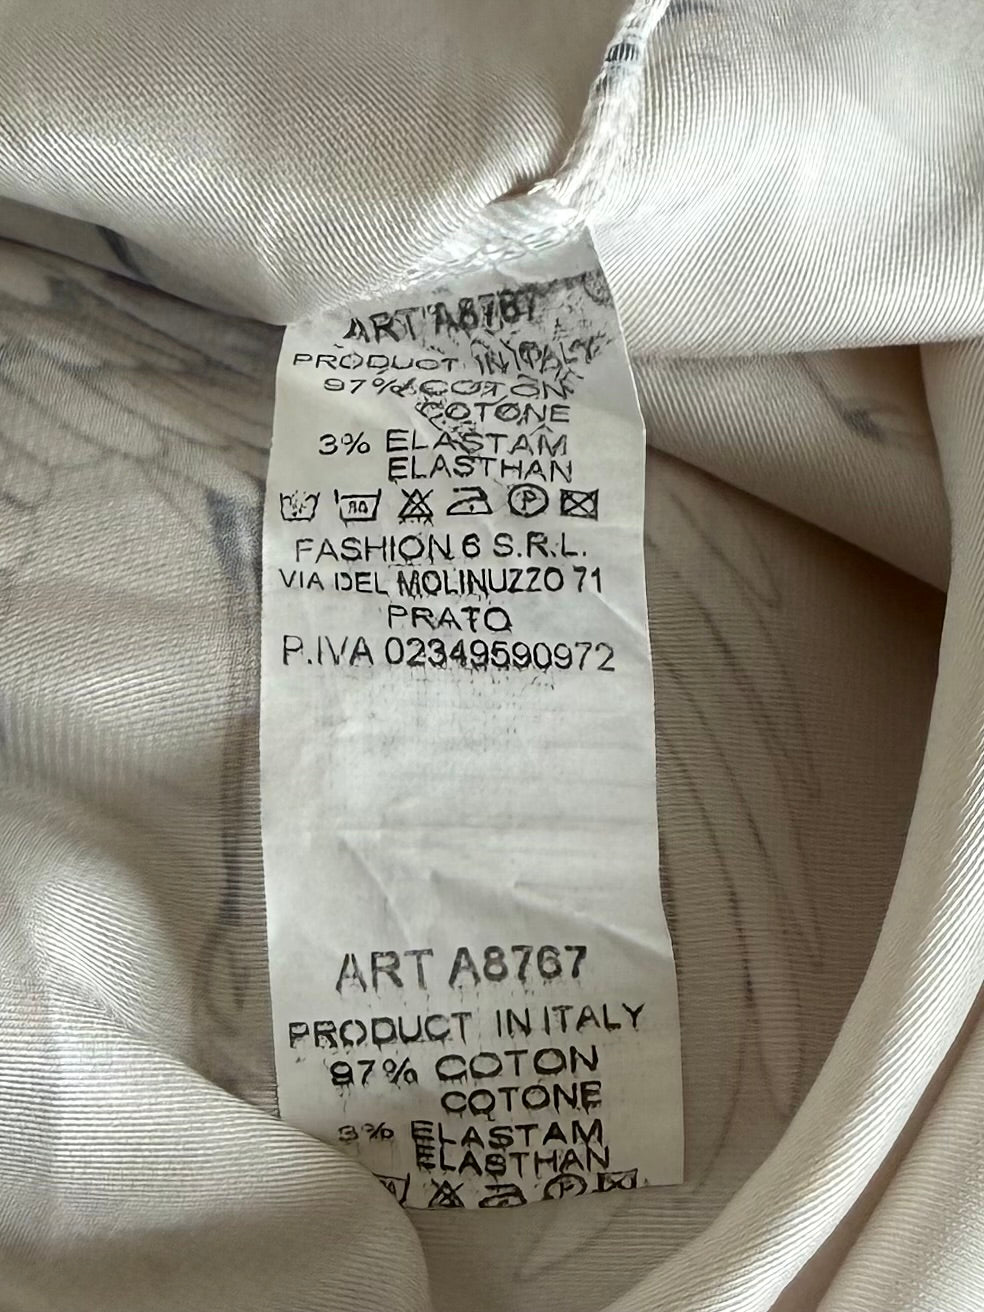 ART A8767
PRODUCT IN ITALY
97% COTON
COTONE
3% ELASTAM
ELASTHAN
P
FASHION 6 S.R.L.
VIA DEL MOLINUZZO 71
PRATO
P.IVA 02349590972
ART A8767
PRODUCT IN ITALY
97% COTON
COTONE
3% ELASTAM
ELASTHAN
P